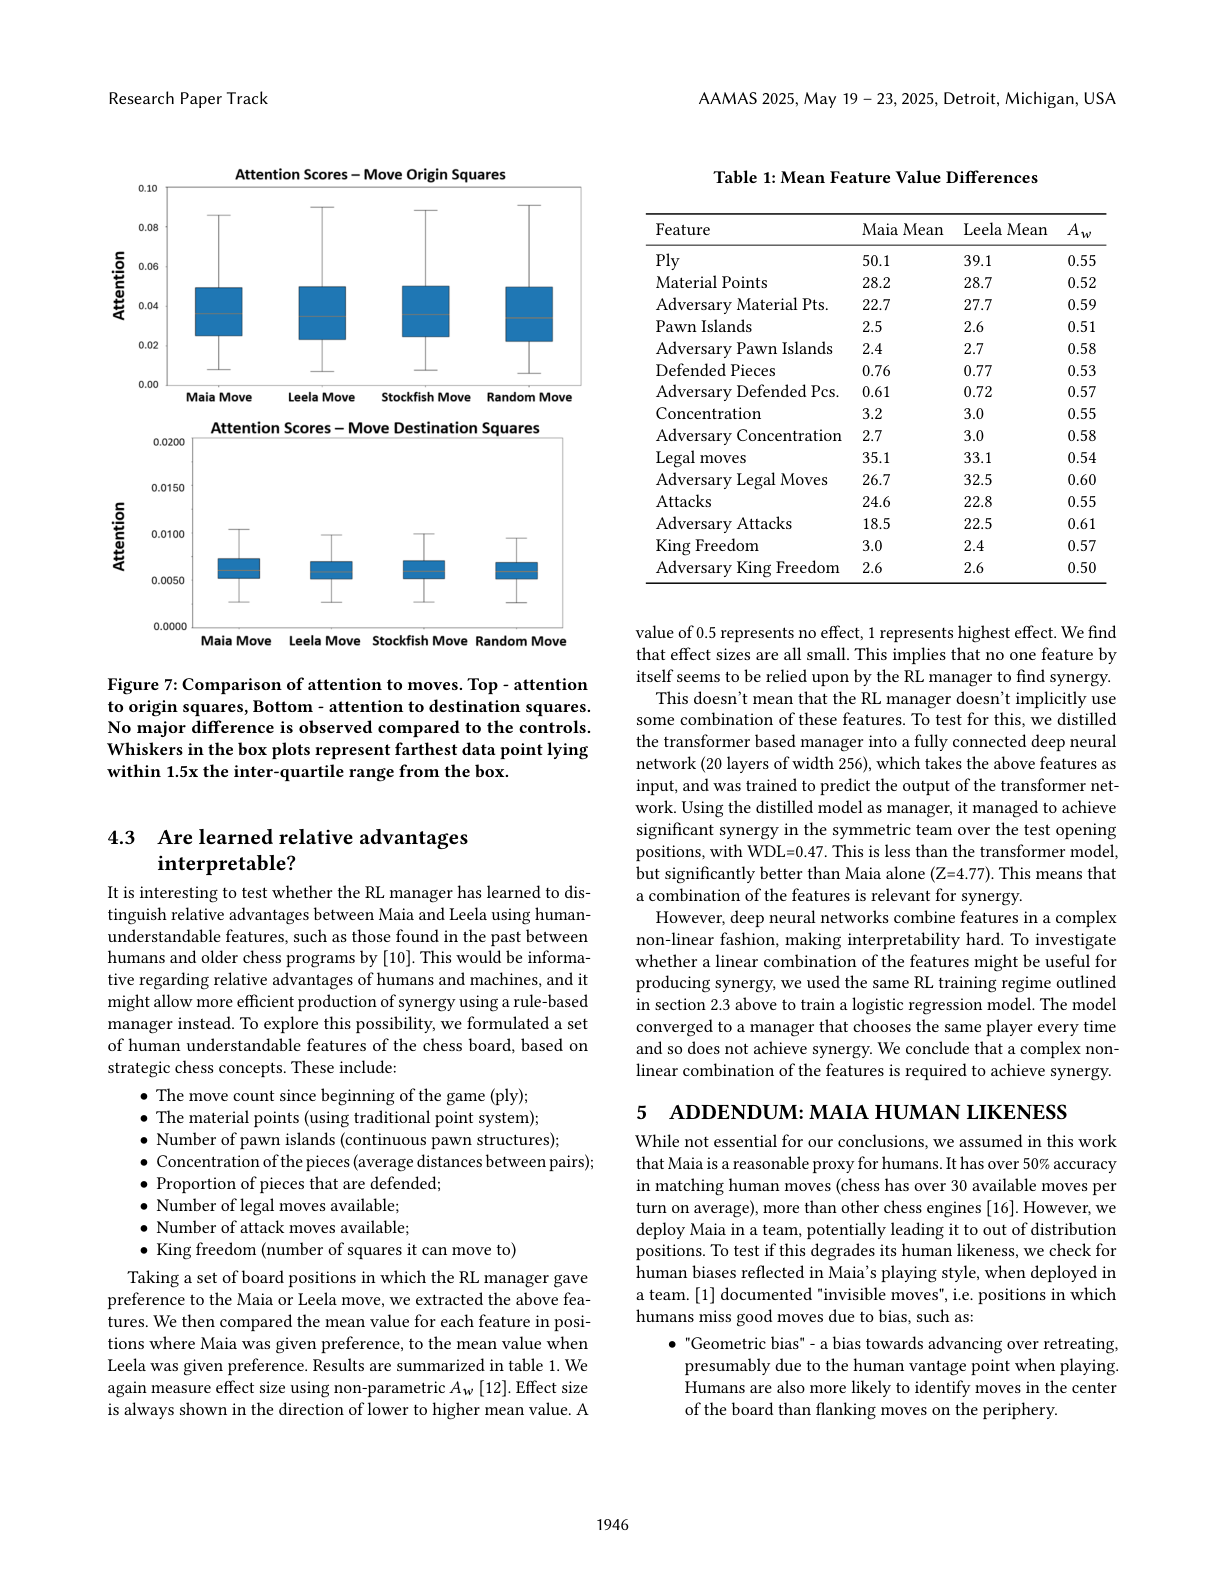 Research Paper Track
AAMAS 2025, May 19 – 23, 2025, Detroit, Michigan, USA
Attention Scores – Move Origin Squares
0.10
0.08
0.06
0.04
0.02
0.00
Attention
Maia Move Leela Move Stockfish Move Random Move
Attention Scores – Move Destination Squares
0.0200
0.0150
0.0100
0.0050
0.0000
Attention
Maia Move Leela Move Stockfish Move Random Move
Figure 7: Comparison of attention to moves. Top - attention
to origin squares, Bottom - attention to destination squares.
No major difference is observed compared to the controls.
Whiskers in the box plots represent farthest data point lying
within 1.5x the inter-quartile range from the box.
4.3 Are learned relative advantages
interpretable?
It is interesting to test whether the RL manager has learned to dis-
tinguish relative advantages between Maia and Leela using human-
understandable features, such as those found in the past between
humans and older chess programs by [10]. This would be informa-
tive regarding relative advantages of humans and machines, and it
might allow more efficient production of synergy using a rule-based
manager instead. To explore this possibility, we formulated a set
of human understandable features of the chess board, based on
strategic chess concepts. These include:
• The move count since beginning of the game (ply);
• The material points (using traditional point system);
• Number of pawn islands (continuous pawn structures);
• Concentration of the pieces (average distances between pairs);
• Proportion of pieces that are defended;
• Number of legal moves available;
• Number of attack moves available;
• King freedom (number of squares it can move to)
Taking a set of board positions in which the RL manager gave
preference to the Maia or Leela move, we extracted the above fea-
tures. We then compared the mean value for each feature in posi-
tions where Maia was given preference, to the mean value when
Leela was given preference. Results are summarized in table 1. We
again measure effect size using non-parametric Aw [12]. Effect size
is always shown in the direction of lower to higher mean value. A
Table 1: Mean Feature Value Differences
Feature Maia Mean Leela Mean Aw
Ply 50.1 39.1 0.55
Material Points 28.2 28.7 0.52
Adversary Material Pts. 22.7 27.7 0.59
Pawn Islands 2.5 2.6 0.51
Adversary Pawn Islands 2.4 2.7 0.58
Defended Pieces 0.76 0.77 0.53
Adversary Defended Pcs. 0.61 0.72 0.57
Concentration 3.2 3.0 0.55
Adversary Concentration 2.7 3.0 0.58
Legal moves 35.1 33.1 0.54
Adversary Legal Moves 26.7 32.5 0.60
Attacks 24.6 22.8 0.55
Adversary Attacks 18.5 22.5 0.61
King Freedom 3.0 2.4 0.57
Adversary King Freedom 2.6 2.6 0.50
value of 0.5 represents no effect, 1 represents highest effect. We find
that effect sizes are all small. This implies that no one feature by
itself seems to be relied upon by the RL manager to find synergy.
This doesn't mean that the RL manager doesn't implicitly use
some combination of these features. To test for this, we distilled
the transformer based manager into a fully connected deep neural
network (20 layers of width 256), which takes the above features as
input, and was trained to predict the output of the transformer net-
work. Using the distilled model as manager, it managed to achieve
significant synergy in the symmetric team over the test opening
positions, with WDL=0.47. This is less than the transformer model,
but significantly better than Maia alone (Z=4.77). This means that
a combination of the features is relevant for synergy.
However, deep neural networks combine features in a complex
non-linear fashion, making interpretability hard. To investigate
whether a linear combination of the features might be useful for
producing synergy, we used the same RL training regime outlined
in section 2.3 above to train a logistic regression model. The model
converged to a manager that chooses the same player every time
and so does not achieve synergy. We conclude that a complex non-
linear combination of the features is required to achieve synergy.
5 ADDENDUM: MAIA HUMAN LIKENESS
While not essential for our conclusions, we assumed in this work
that Maia is a reasonable proxy for humans. It has over 50% accuracy
in matching human moves (chess has over 30 available moves per
turn on average), more than other chess engines [16]. However, we
deploy Maia in a team, potentially leading it to out of distribution
positions. To test if this degrades its human likeness, we check for
human biases reflected in Maia's playing style, when deployed in
a team. [1] documented "invisible moves", i.e. positions in which
humans miss good moves due to bias, such as:
• "Geometric bias" - a bias towards advancing over retreating,
presumably due to the human vantage point when playing.
Humans are also more likely to identify moves in the center
of the board than flanking moves on the periphery.
1946